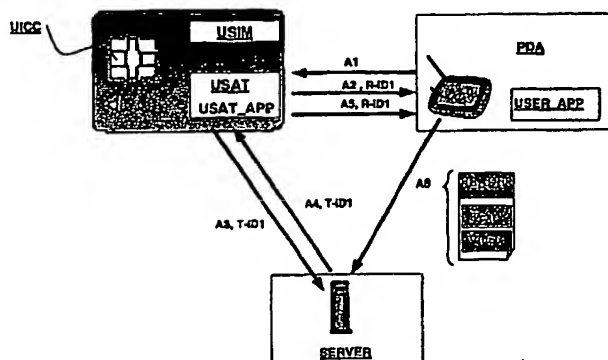 UICC
USIM
USAT
USAT_APP
A1
A2, R-ID1
A5, R-ID1
PDA
USER_APP
A3, T-ID1
A4, T-ID1
A6
SERVER